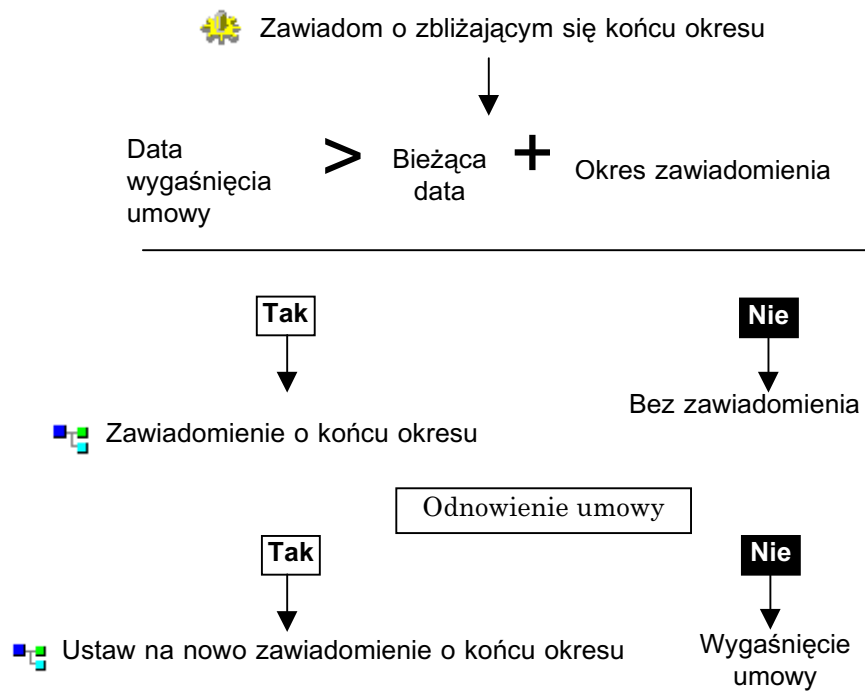 Zawiadom o zbliżającym się końcu okresu
Data
wygaśnięcia
umowy
>
Bieżąca
data
+
Okres zawiadomienia
Tak
Nie
Zawiadomienie o końcu okresu
Bez zawiadomienia
Odnowienie umowy
Tak
Nie
Ustaw na nowo zawiadomienie o końcu okresu
Wygaśnięcie
umowy